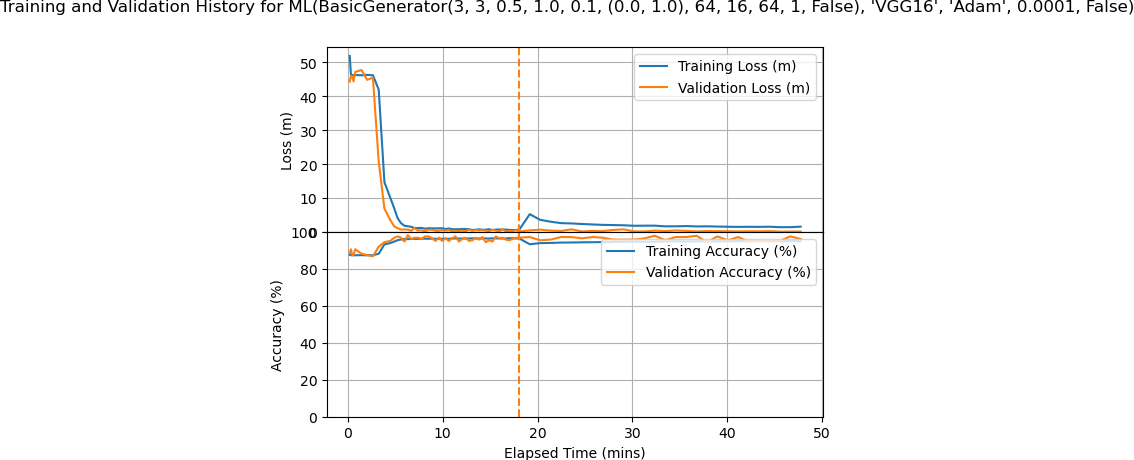 Training and Validation History for ML(BasicGenerator(3, 3, 0.5, 1.0, 0.1, (0.0, 1.0), 64, 16, 64, 1, False), 'VGG16', 'Adam', 0.0001, False)
50
40
30
20
10
0
Loss (m)
Training Loss (m)
Validation Loss (m)
100
80
60
40
20
0
Accuracy (%)
Training Accuracy (%)
Validation Accuracy (%)
0 10 20 30 40 50
Elapsed Time (mins)